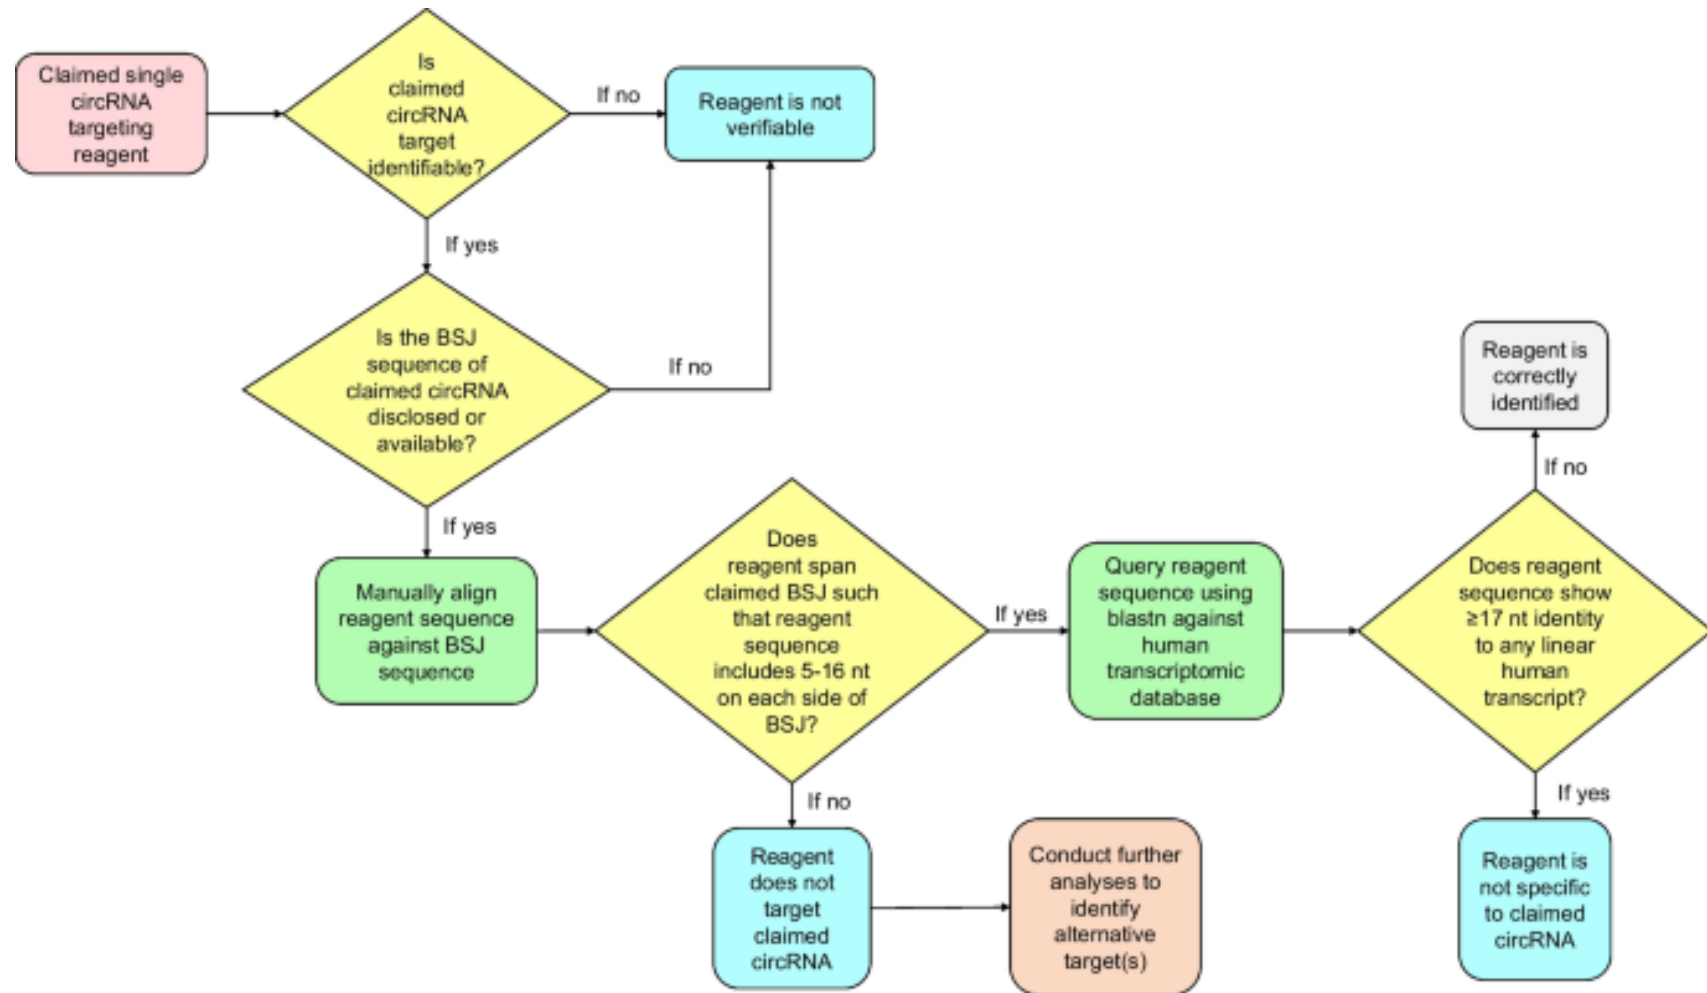 Claimed single
circRNA
targeting
reagent
Is
claimed
circRNA
target
identifiable?
If no
Reagent is not
verifiable
If yes
Is the BSJ
sequence of
claimed circRNA
disclosed or
available?
If no
If yes
Manually align
reagent sequence
against BSJ
sequence
Does
reagent span
claimed BSJ such
that reagent
sequence
includes 5-16 nt
on each side of
BSJ?
If yes
Query reagent
sequence using
blastn against
human
transcriptomic
database
Does reagent
sequence show
≥17 nt identity
to any linear
human
transcript?
If no
Reagent is
correctly
identified
If yes
Reagent is
not specific
to claimed
circRNA
If no
Reagent
does not
target
claimed
circRNA
Conduct further
analyses to
identify
alternative
target(s)